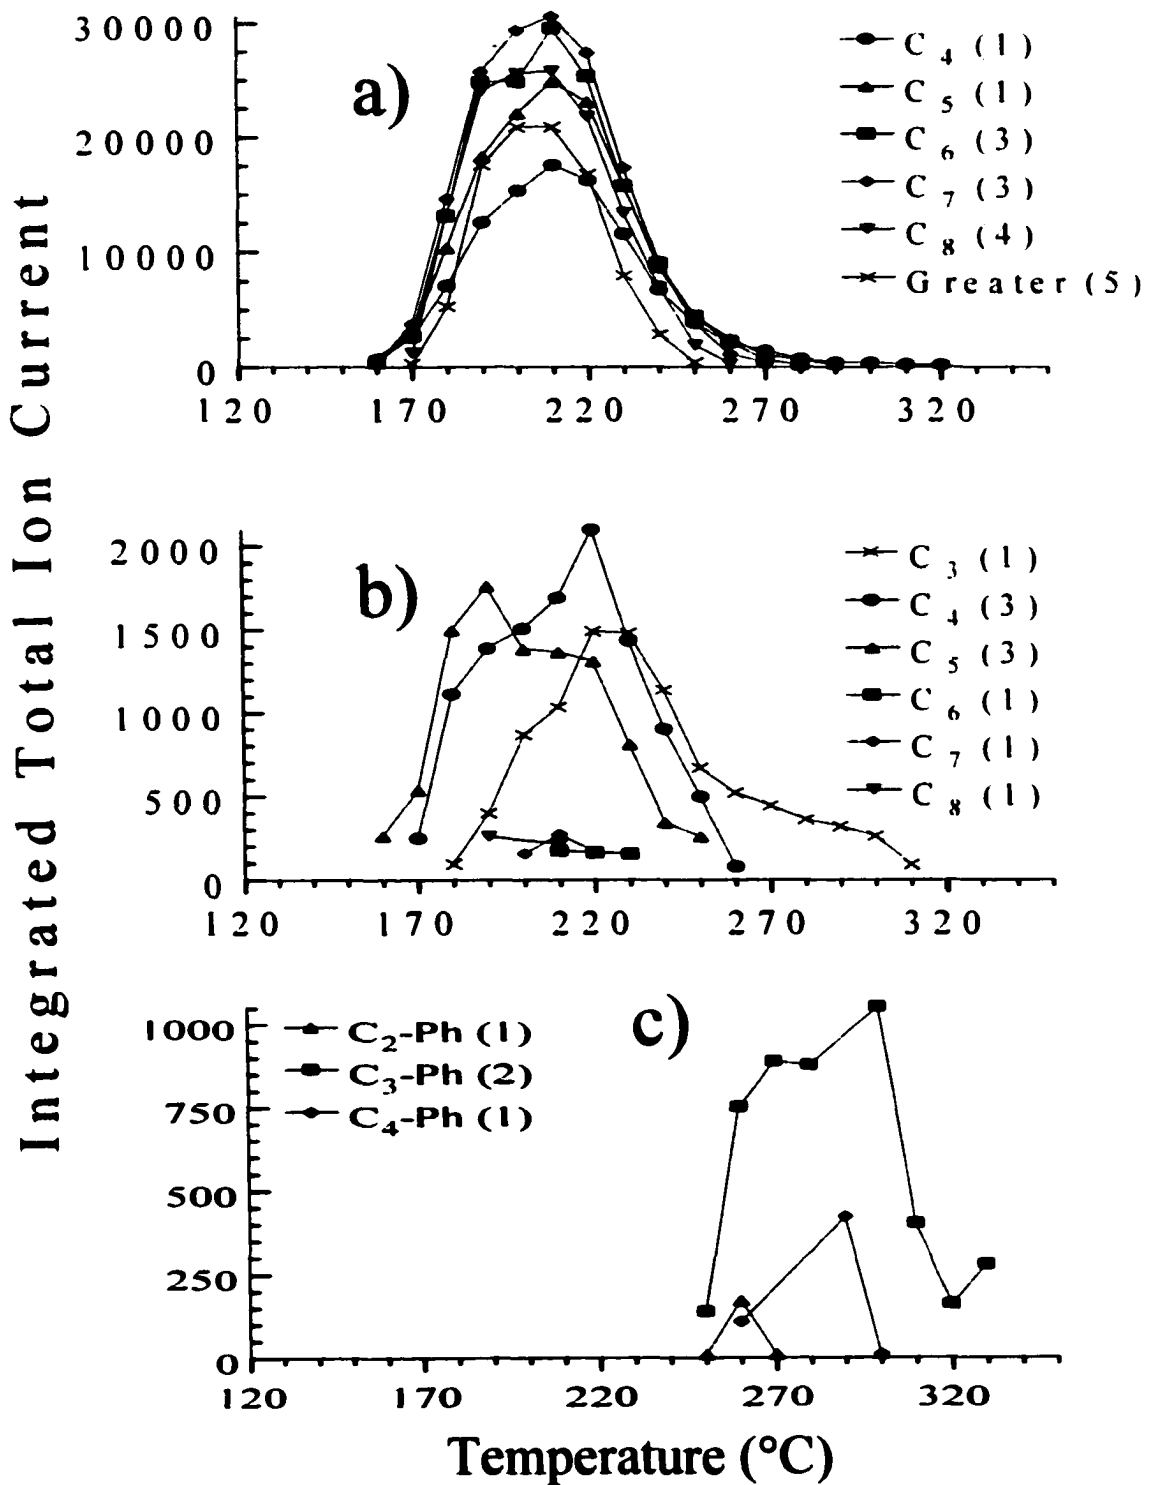 Integrated Total Ion Current
30000
20000
10000
0
120 170 220 270 320
a)
C4 (1)
C5 (1)
C6 (3)
C7 (3)
C8 (4)
Greater (5)
2000
1500
1000
500
0
120 170 220 270 320
b)
C3 (1)
C4 (3)
C5 (3)
C6 (1)
C7 (1)
C8 (1)
1000
750
500
250
0
120 170 220 270 320
C2-Ph (1)
C3-Ph (2)
C4-Ph (1)
c)
Temperature (°C)